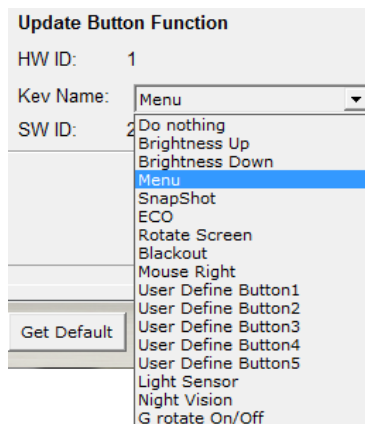 Update Button Function
HW ID: 1
Kev Name: Menu
SW ID: 2
Do nothing
Brightness Up
Brightness Down
Menu
SnapShot
ECO
Rotate Screen
Blackout
Mouse Right
User Define Button1
User Define Button2
User Define Button3
User Define Button4
User Define Button5
Light Sensor
Night Vision
G rotate On/Off
Get Default